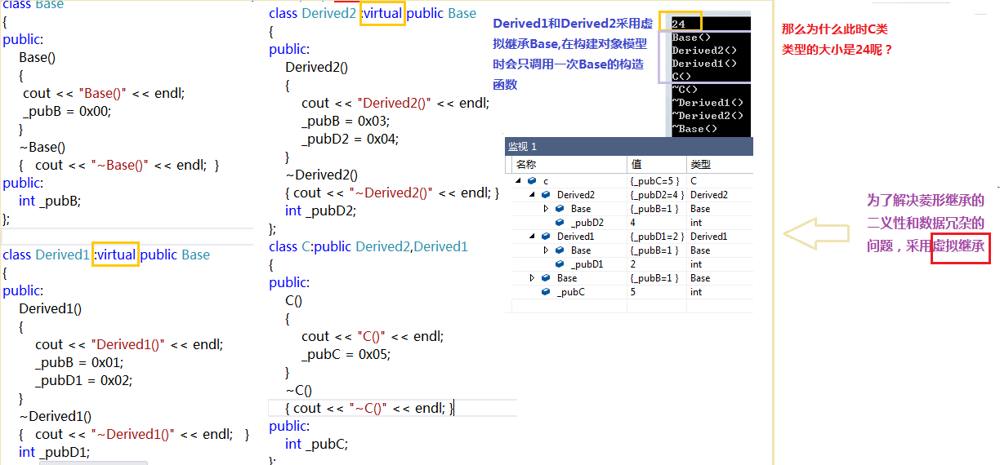 class Base
{
public:
Base()
{
cout << "Base()" << endl;
_pubB = 0x00;
}
~Base()
{ cout << "~Base()" << endl; }
public:
int _pubB;
};
class Derived1 :virtual public Base
{
public:
Derived1()
{
cout << "Derived1()" << endl;
_pubB = 0x01;
_pubD1 = 0x02;
}
~Derived1()
{ cout << "~Derived1()" << endl; }
int _pubD1;
class Derived2 :virtual public Base
{
public:
Derived2()
{
cout << "Derived2()" << endl;
_pubB = 0x03;
_pubD2 = 0x04;
}
~Derived2()
{ cout << "~Derived2()" << endl; }
int _pubD2;
};
class C:public Derived2,Derived1
{
public:
C()
{
cout << "C()" << endl;
_pubC = 0x05;
}
~C()
{ cout << "~C()" << endl; }
public:
int _pubC;
};
Derived1和Derived2采用虚
拟继承Base,在构建对象模型
时会只调用一次Base的构造
函数
24
Base()
Derived2()
Derived1()
C()
~C()
~Derived1()
~Derived2()
~Base()
监视 1
名称 值 类型
c {_pubC=5 } C
Derived2 {_pubD2=4 } Derived2
Base {_pubB=1 } Base
_pubD2 4 int
Derived1 {_pubD1=2 } Derived1
Base {_pubB=1 } Base
_pubD1 2 int
Base {_pubB=1 } Base
_pubC 5 int
那么为什么此时C类
类型的大小是24呢？
为了解决菱形继承的
二义性和数据冗杂的
问题，采用虚拟继承